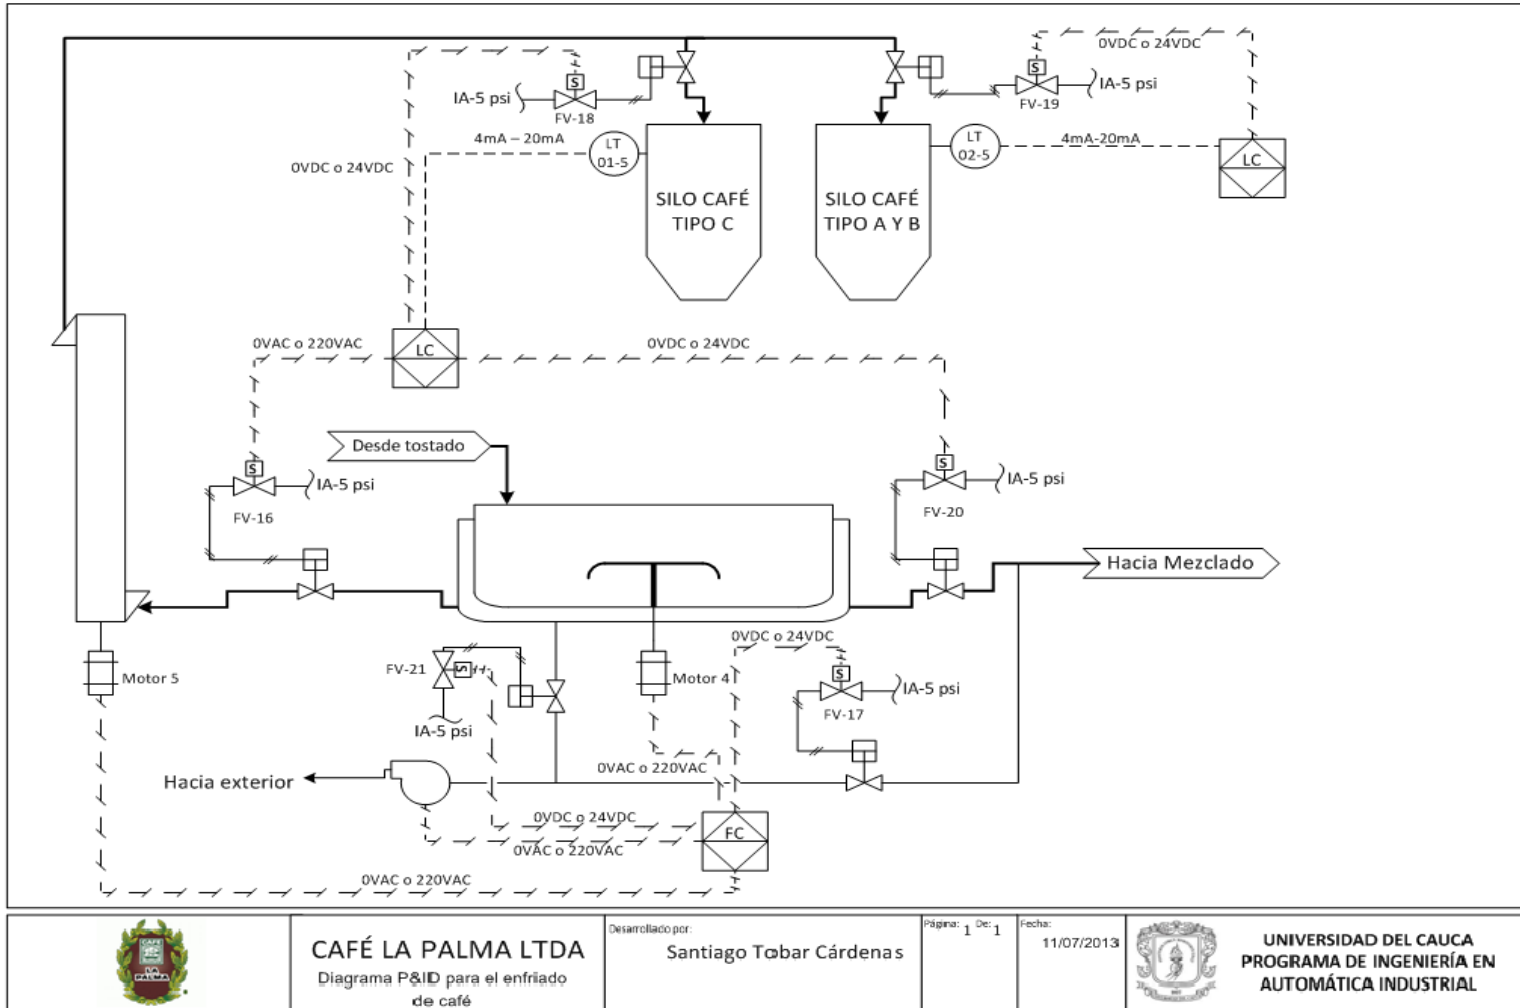 0VDC o 24VDC
S
S
IA-5 psi
FV-18
FV-19
IA-5 psi
4mA – 20mA
LT
01-5
LT
02-5
4mA-20mA
LC
0VDC o 24VDC
SILO CAFÉ
TIPO C
SILO CAFÉ
TIPO A Y B
0VAC o 220VAC
LC
0VDC o 24VDC
Desde tostado
S
IA-5 psi
FV-16
S
IA-5 psi
FV-20
Hacia Mezclado
0VDC o 24VDC
Motor 5
FV-21
S
IA-5 psi
Motor 4
S
IA-5 psi
FV-17
0VAC o 220VAC
Hacia exterior
0VDC o 24VDC
FC
0VAC o 220VAC
0VAC o 220VAC
CAFE
LA
PALMA
CAFÉ LA PALMA LTDA
Diagrama P&IID para el enfriado
de café
Desarrollado por:
Santiago Tobar Cárdenas
Página: 1 De: 1
Fecha:
11/07/2013
UNIVERSIDAD DEL CAUCA
PROGRAMA DE INGENIERÍA EN
AUTOMÁTICA INDUSTRIAL